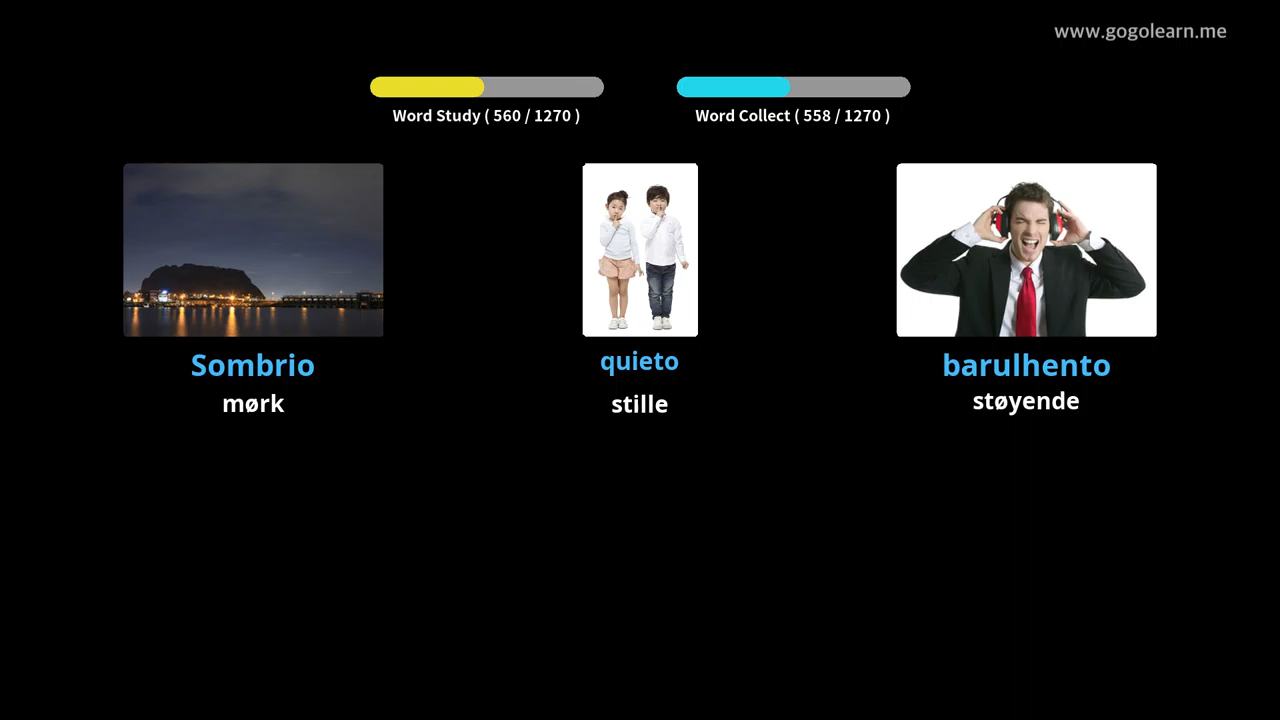 www.gogolearn.me
Word Study ( 560 / 1270 )
Word Collect ( 558 / 1270 )
Sombrio
mørk
quieto
stille
barulhento
støyende